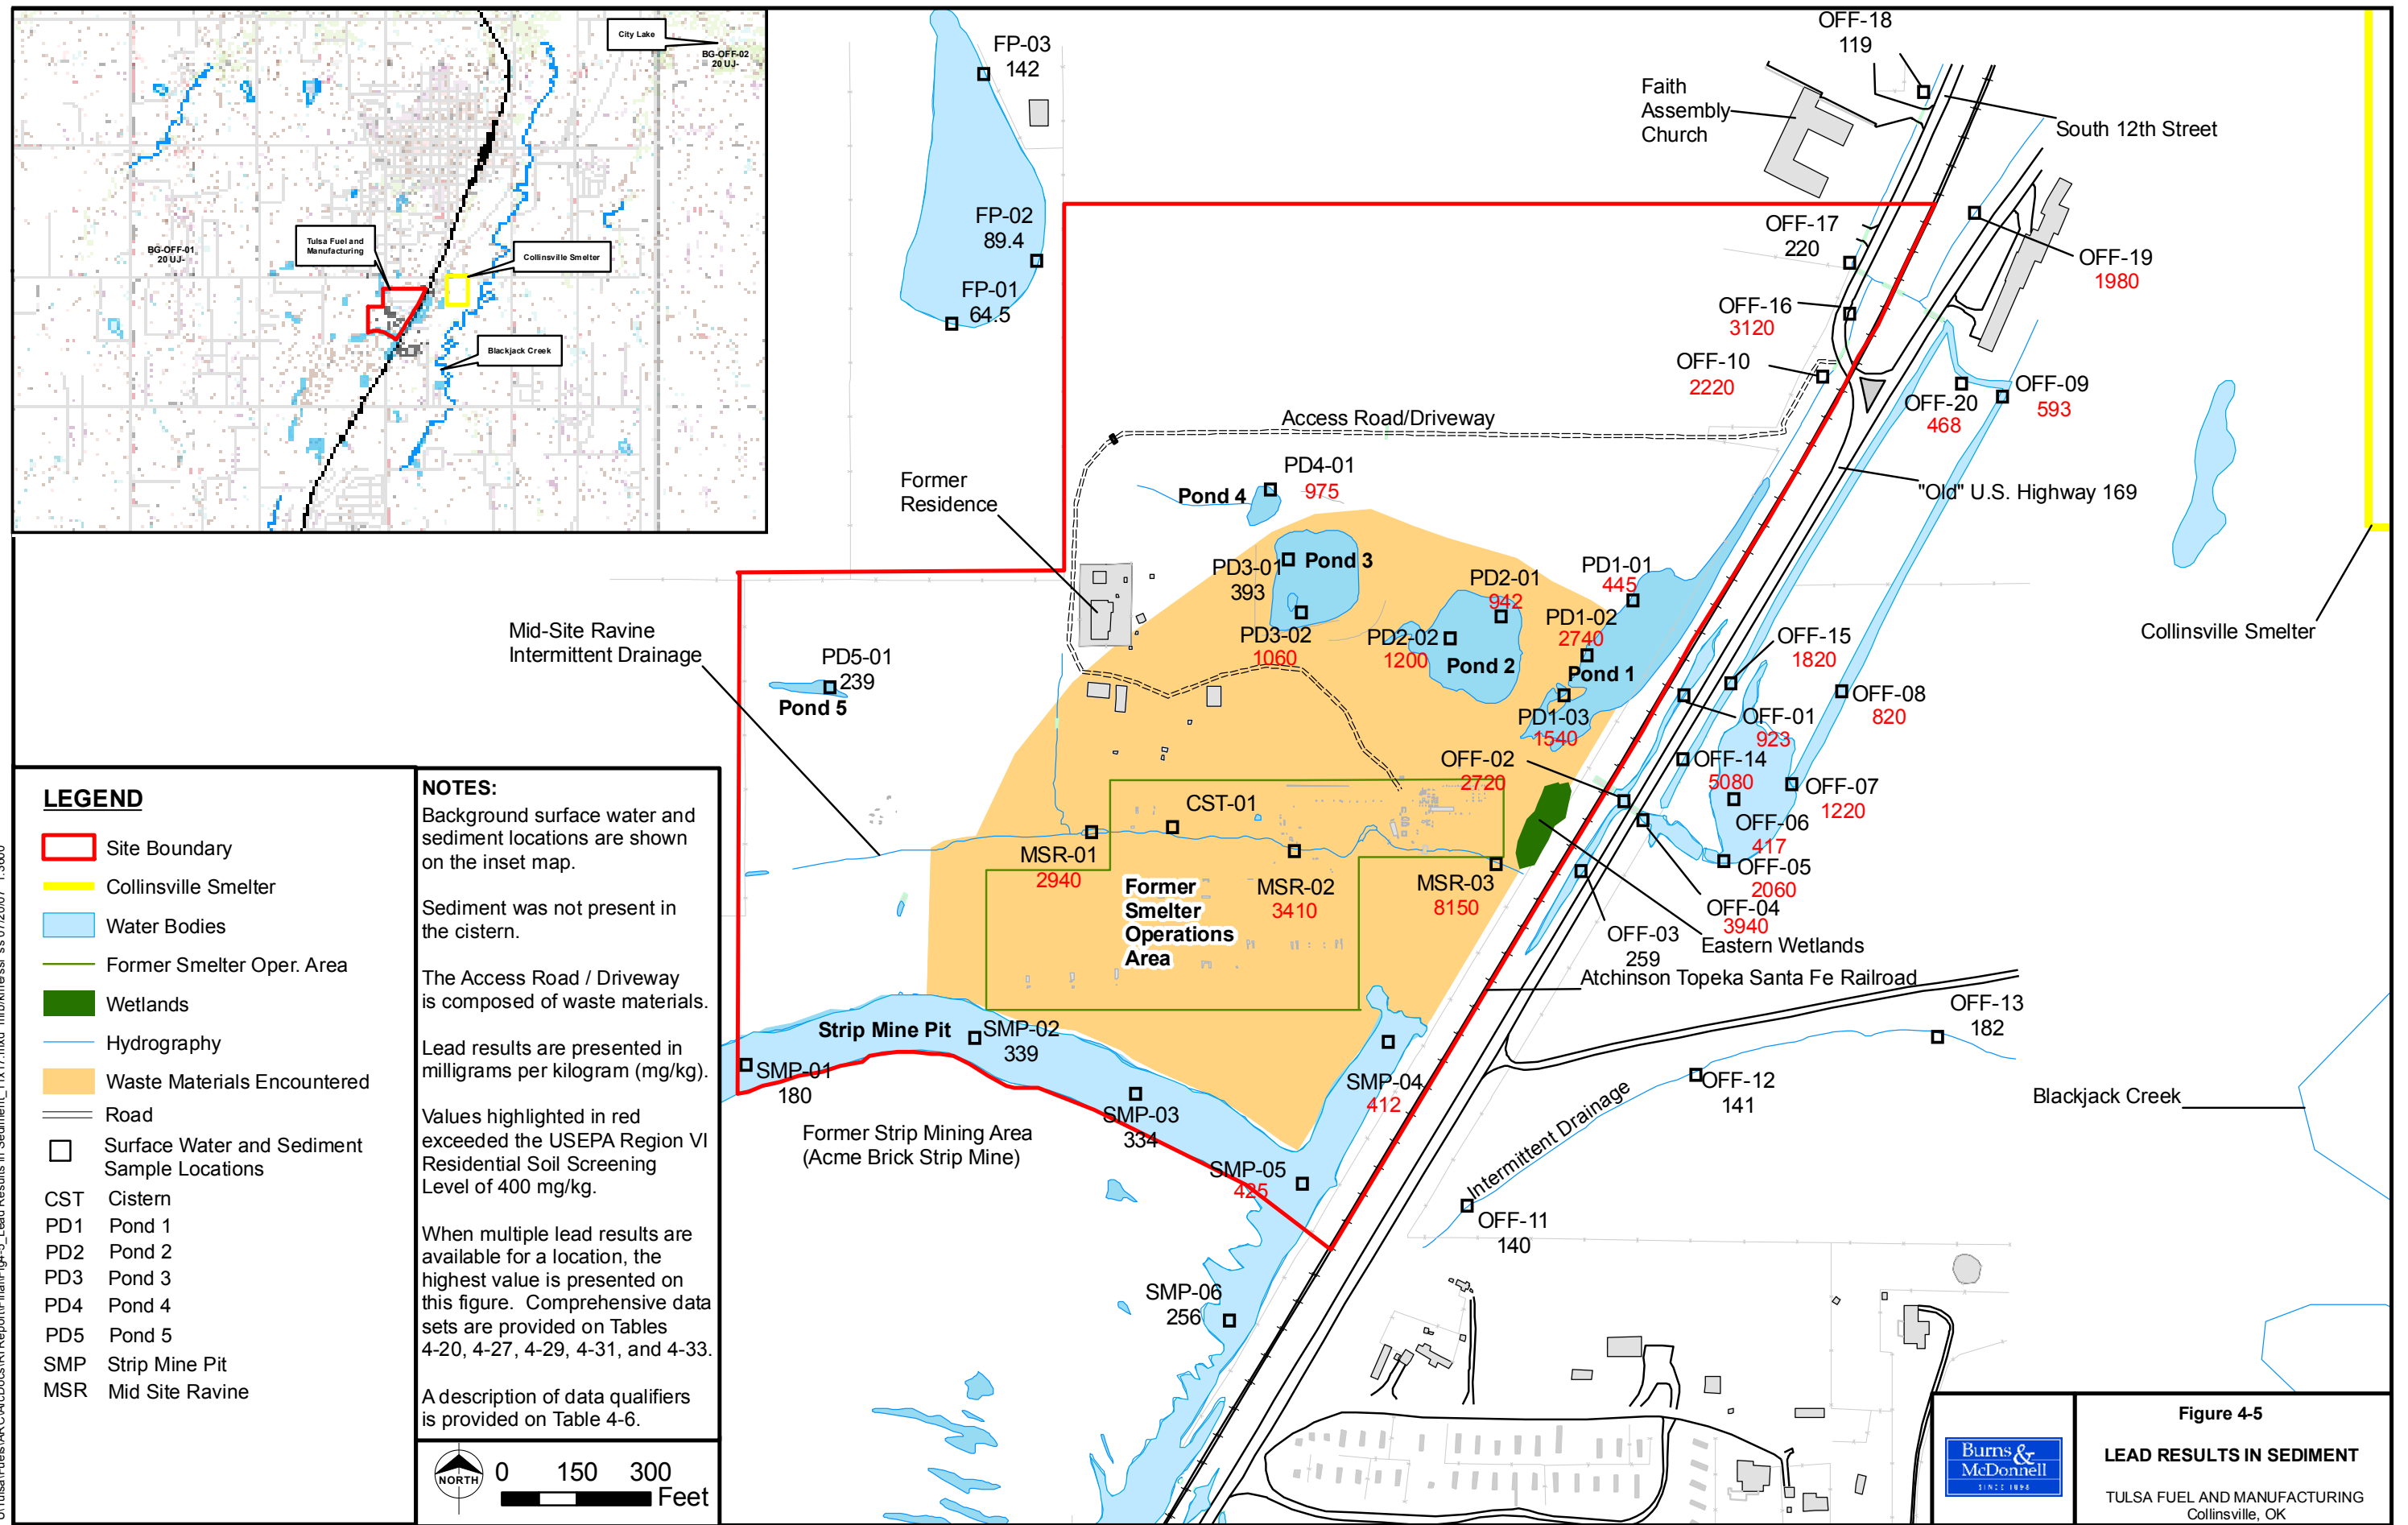 City Lake
BG-OFF-02
20 UJ-
BG-OFF-01
20 UJ-
Tulsa Fuel and
Manufacturing
Collinsville Smelter
Blackjack Creek
FP-03
142
FP-02
89.4
FP-01
64.5
OFF-18
119
Faith
Assembly
Church
South 12th Street
OFF-17
220
OFF-19
1980
OFF-16
3120
OFF-10
2220
OFF-09
593
OFF-20
468
Access Road/Driveway
"Old" U.S. Highway 169
Former
Residence
PD4-01
975
Pond 4
PD3-01
393
Pond 3
PD3-02
1060
PD2-01
942
PD2-02
1200
Pond 2
PD1-01
445
PD1-02
2740
Pond 1
PD1-03
1540
Collinsville Smelter
Mid-Site Ravine
Intermittent Drainage
PD5-01
239
Pond 5
OFF-15
1820
OFF-08
820
OFF-01
923
OFF-02
2720
OFF-14
5080
OFF-07
1220
OFF-06
417
OFF-05
2060
OFF-04
3940
OFF-03
259
Eastern Wetlands
Atchinson Topeka Santa Fe Railroad
CST-01
MSR-01
2940
MSR-02
3410
MSR-03
8150
Former
Smelter
Operations
Area
Strip Mine Pit
SMP-01
180
SMP-02
339
SMP-03
334
SMP-04
412
SMP-05
425
SMP-06
256
Former Strip Mining Area
(Acme Brick Strip Mine)
OFF-13
182
OFF-12
141
Intermittent Drainage
OFF-11
140
Blackjack Creek
LEGEND
Site Boundary
Collinsville Smelter
Water Bodies
Former Smelter Oper. Area
Wetlands
Hydrography
Waste Materials Encountered
Road
Surface Water and Sediment
Sample Locations
CST Cistern
PD1 Pond 1
PD2 Pond 2
PD3 Pond 3
PD4 Pond 4
PD5 Pond 5
SMP Strip Mine Pit
MSR Mid Site Ravine
NOTES:
Background surface water and
sediment locations are shown
on the inset map.
Sediment was not present in
the cistern.
The Access Road / Driveway
is composed of waste materials.
Lead results are presented in
milligrams per kilogram (mg/kg).
Values highlighted in red
exceeded the USEPA Region VI
Residential Soil Screening
Level of 400 mg/kg.
When multiple lead results are
available for a location, the
highest value is presented on
this figure. Comprehensive data
sets are provided on Tables
4-20, 4-27, 4-29, 4-31, and 4-33.
A description of data qualifiers
is provided on Table 4-6.
NORTH
0 150 300
Feet
Burns &
McDonnell
SINCE 1898
Figure 4-5
LEAD RESULTS IN SEDIMENT
TULSA FUEL AND MANUFACTURING
Collinsville, OK